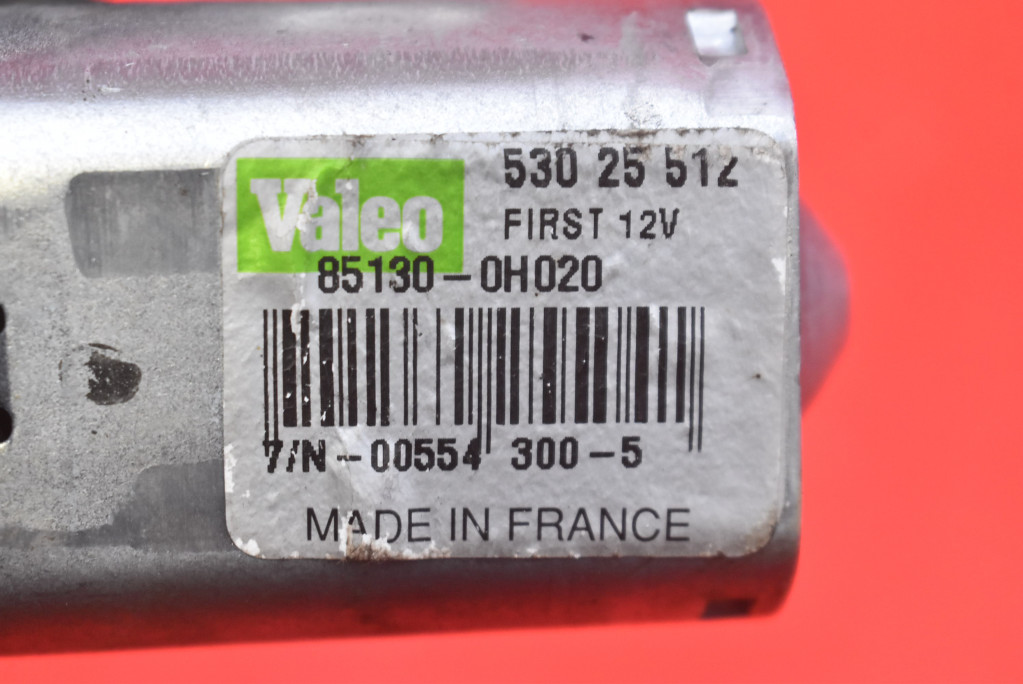 Valeo
530 25 512
FIRST 12V
85130-0H020
7/N-00554 300-5
MADE IN FRANCE